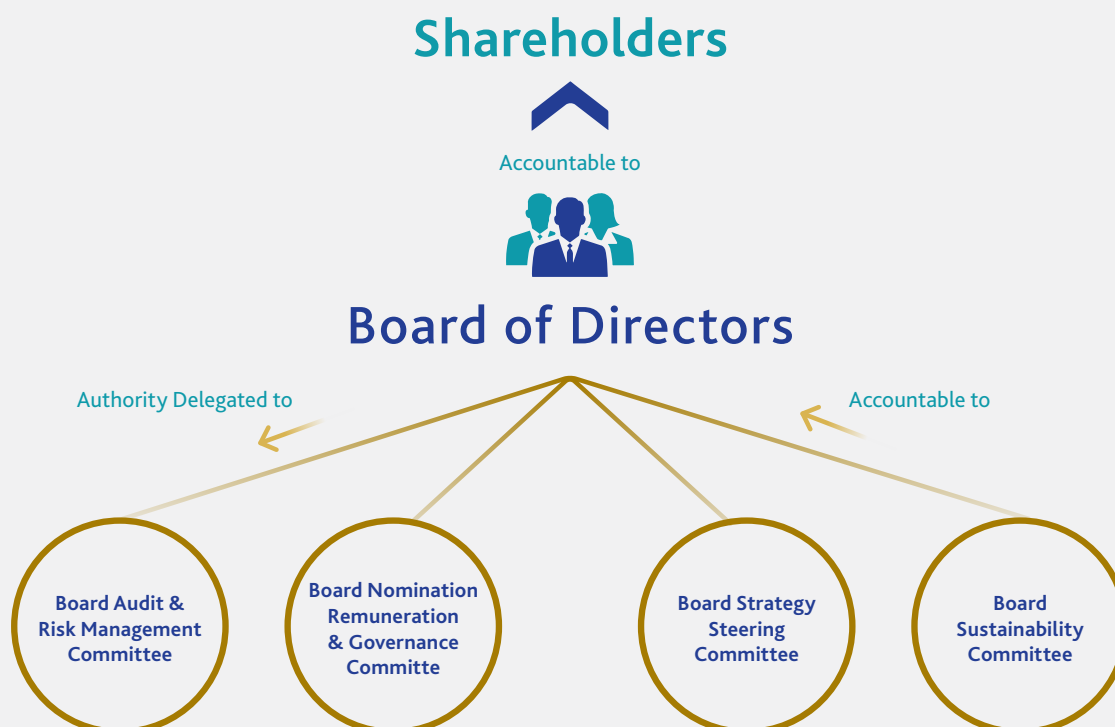 Shareholders
Accountable to
Board of Directors
Authority Delegated to
Accountable to
Board Audit &
Risk Management
Committee
Board Nomination
Remuneration
& Governance
Committe
Board Strategy
Steering
Committee
Board
Sustainability
Committee